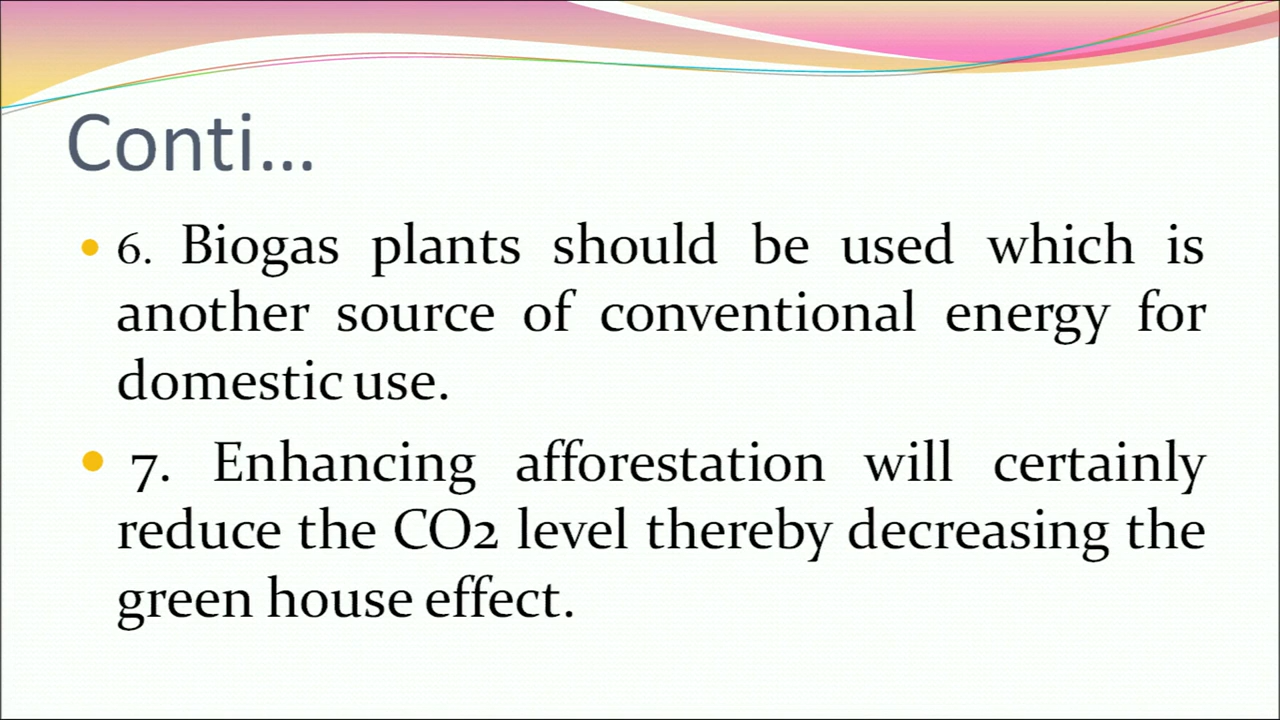 Conti...
• 6. Biogas plants should be used which is
another source of conventional energy for
domestic use.
• 7. Enhancing afforestation will certainly
reduce the CO2 level thereby decreasing the
green house effect.